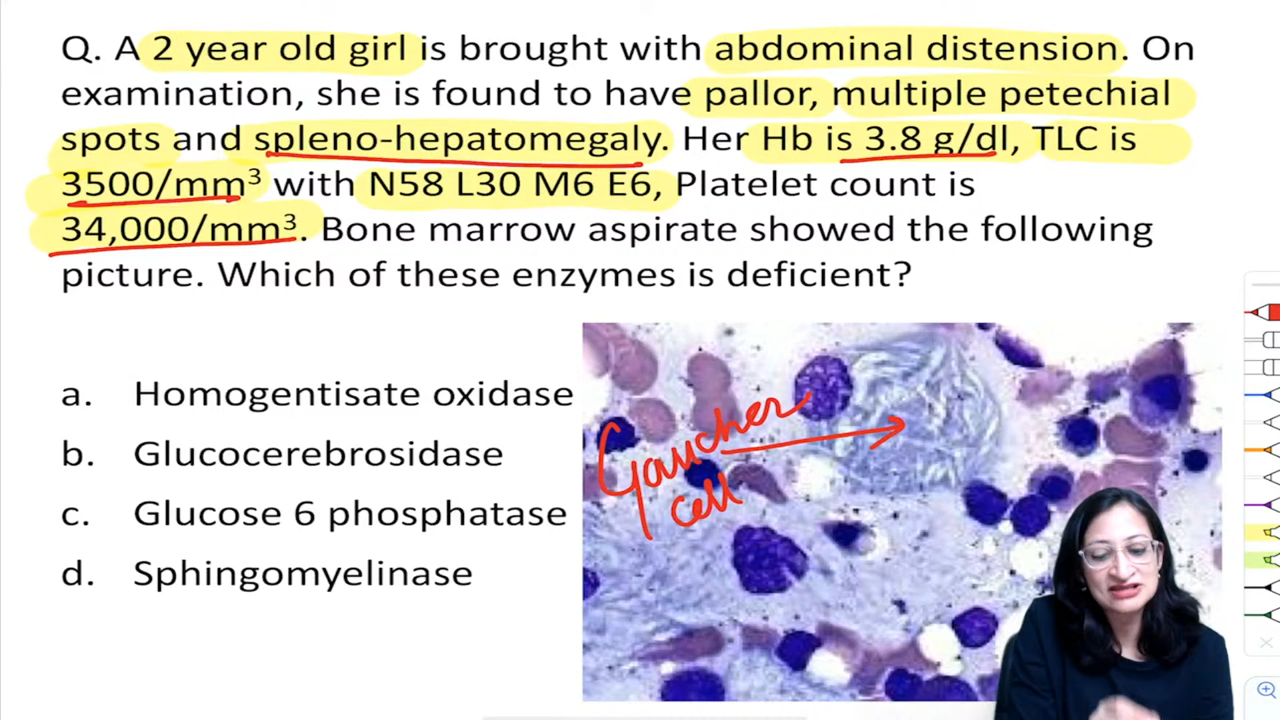 Q. A 2 year old girl is brought with abdominal distension. On
examination, she is found to have pallor, multiple petechial
spots and spleno-hepatomegaly. Her Hb is 3.8 g/dl, TLC is
3500/mm³ with N58 L30 M6 E6, Platelet count is
34,000/mm³. Bone marrow aspirate showed the following
picture. Which of these enzymes is deficient?
a. Homogentisate oxidase
b. Glucocerebrosidase
c. Glucose 6 phosphatase
d. Sphingomyelinase
Gaucher
cell